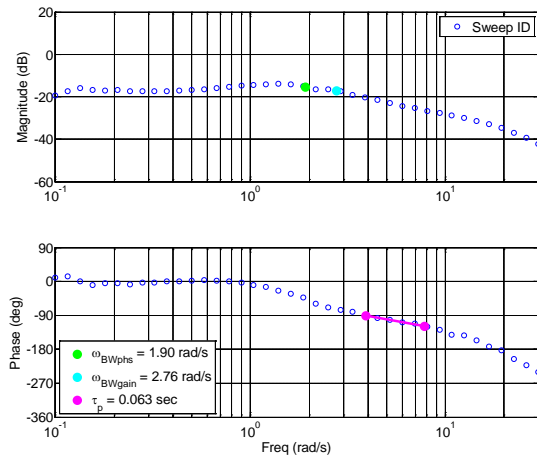 20
0
-20
-40
-60
Magnitude (dB)
Sweep ID
10^-1
10^0
10^1
90
0
-90
-180
-270
-360
Phase (deg)
ω_BWphs = 1.90 rad/s
ω_BWgain = 2.76 rad/s
τ_p = 0.063 sec
10^-1
10^0
10^1
Freq (rad/s)